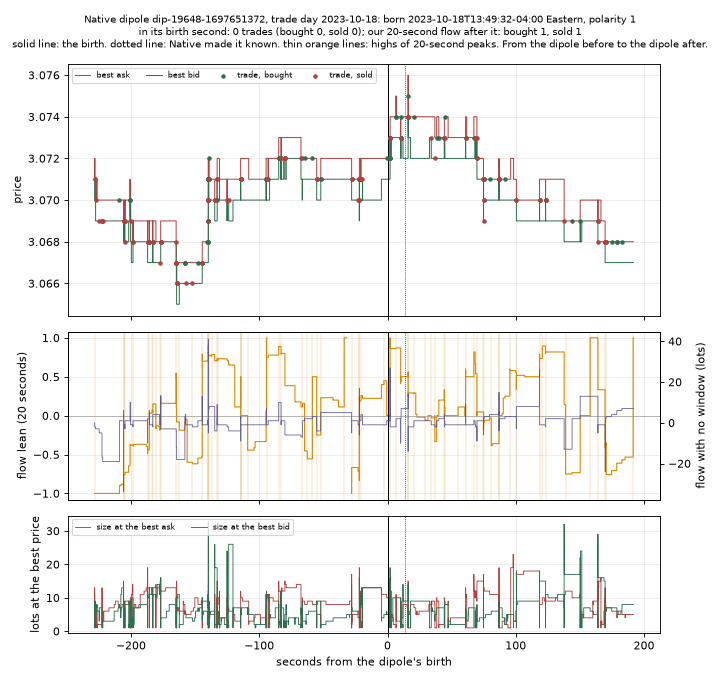 Native dipole dip-19648-1697651372, trade day 2023-10-18: born 2023-10-18T13:49:32-04:00 Eastern, polarity 1
in its birth second: 0 trades (bought 0, sold 0); our 20-second flow after it: bought 1, sold 1
solid line: the birth. dotted line: Native made it known. thin orange lines: highs of 20-second peaks. From the dipole before to the dipole after.
best ask
best bid
trade, bought
trade, sold
3.076
3.074
3.072
3.070
3.068
3.066
price
1.0
0.5
0.0
−0.5
−1.0
flow lean (20 seconds)
40
20
0
−20
flow with no window (lots)
size at the best ask
size at the best bid
30
20
10
0
lots at the best price
−200
−100
0
100
200
seconds from the dipole's birth